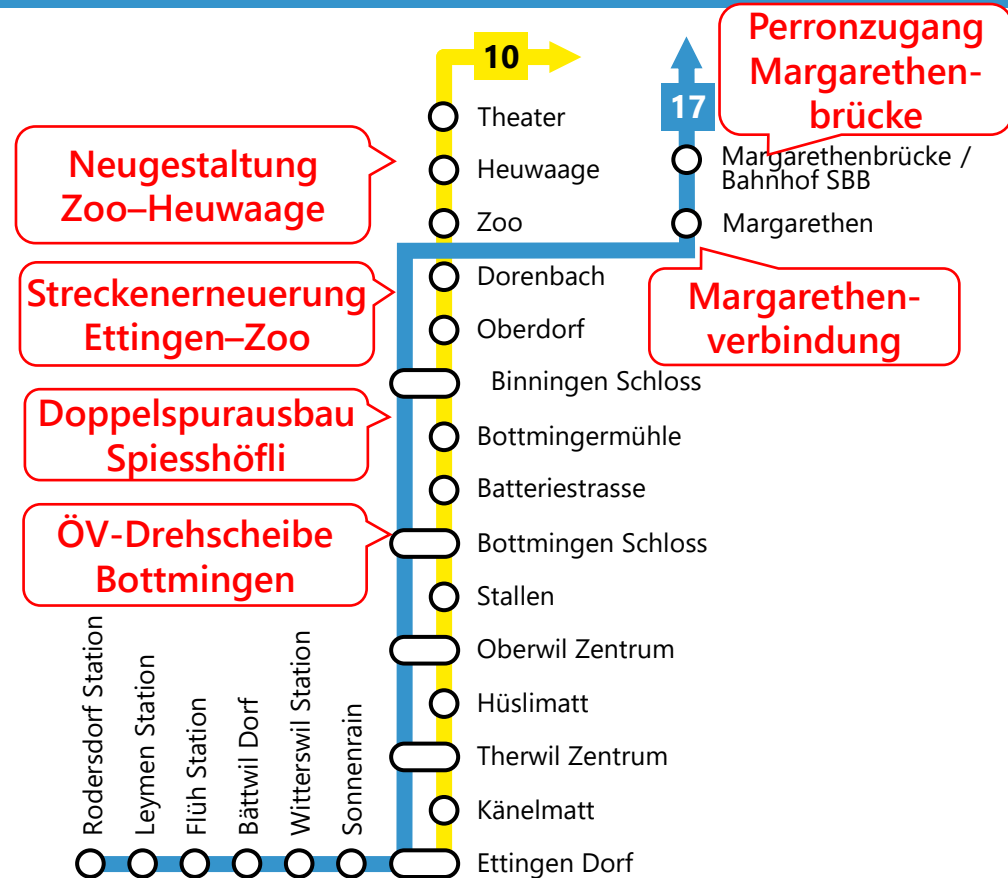 10
17
Perronzugang
Margarethen-
brücke
Theater
Heuwaage
Zoo
Margarethenbrücke /
Bahnhof SBB
Margarethen
Neugestaltung
Zoo–Heuwaage
Streckenerneuerung
Ettingen–Zoo
Margarethen-
verbindung
Dorenbach
Oberdorf
Binningen Schloss
Doppelspurausbau
Spiesshöfli
Bottmingermühle
Batteriestrasse
ÖV-Drehscheibe
Bottmingen
Bottmingen Schloss
Stallen
Oberwil Zentrum
Hüslimatt
Therwil Zentrum
Känelmatt
Ettingen Dorf
Rodersdorf Station
Leymen Station
Flüh Station
Bättwil Dorf
Witterswil Station
Sonnenrain